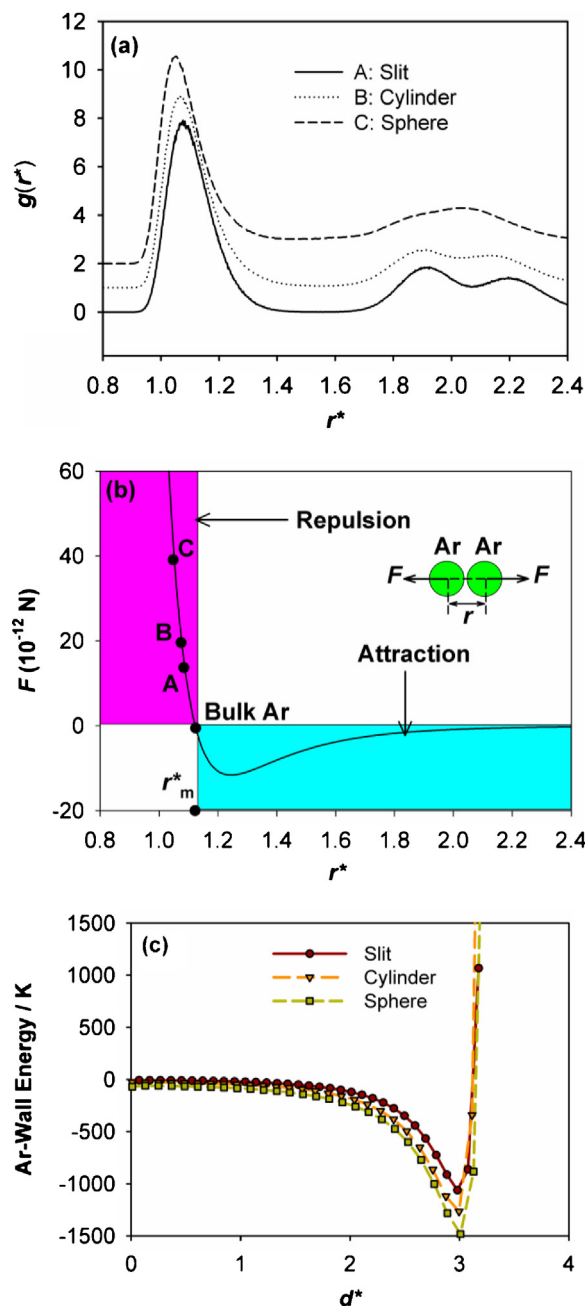 (a)
A: Slit
B: Cylinder
C: Sphere
g(r*)
12
10
8
6
4
2
0
0.8 1.0 1.2 1.4 1.6 1.8 2.0 2.2 2.4
r*
(b)
Repulsion
Ar Ar
F F
r
C
B
A
Attraction
Bulk Ar
r*m
F (10-12 N)
60
40
20
0
-20
0.8 1.0 1.2 1.4 1.6 1.8 2.0 2.2 2.4
r*
(c)
Slit
Cylinder
Sphere
Ar-Wall Energy / K
1500
1000
500
0
-500
-1000
-1500
0 1 2 3 4
d*